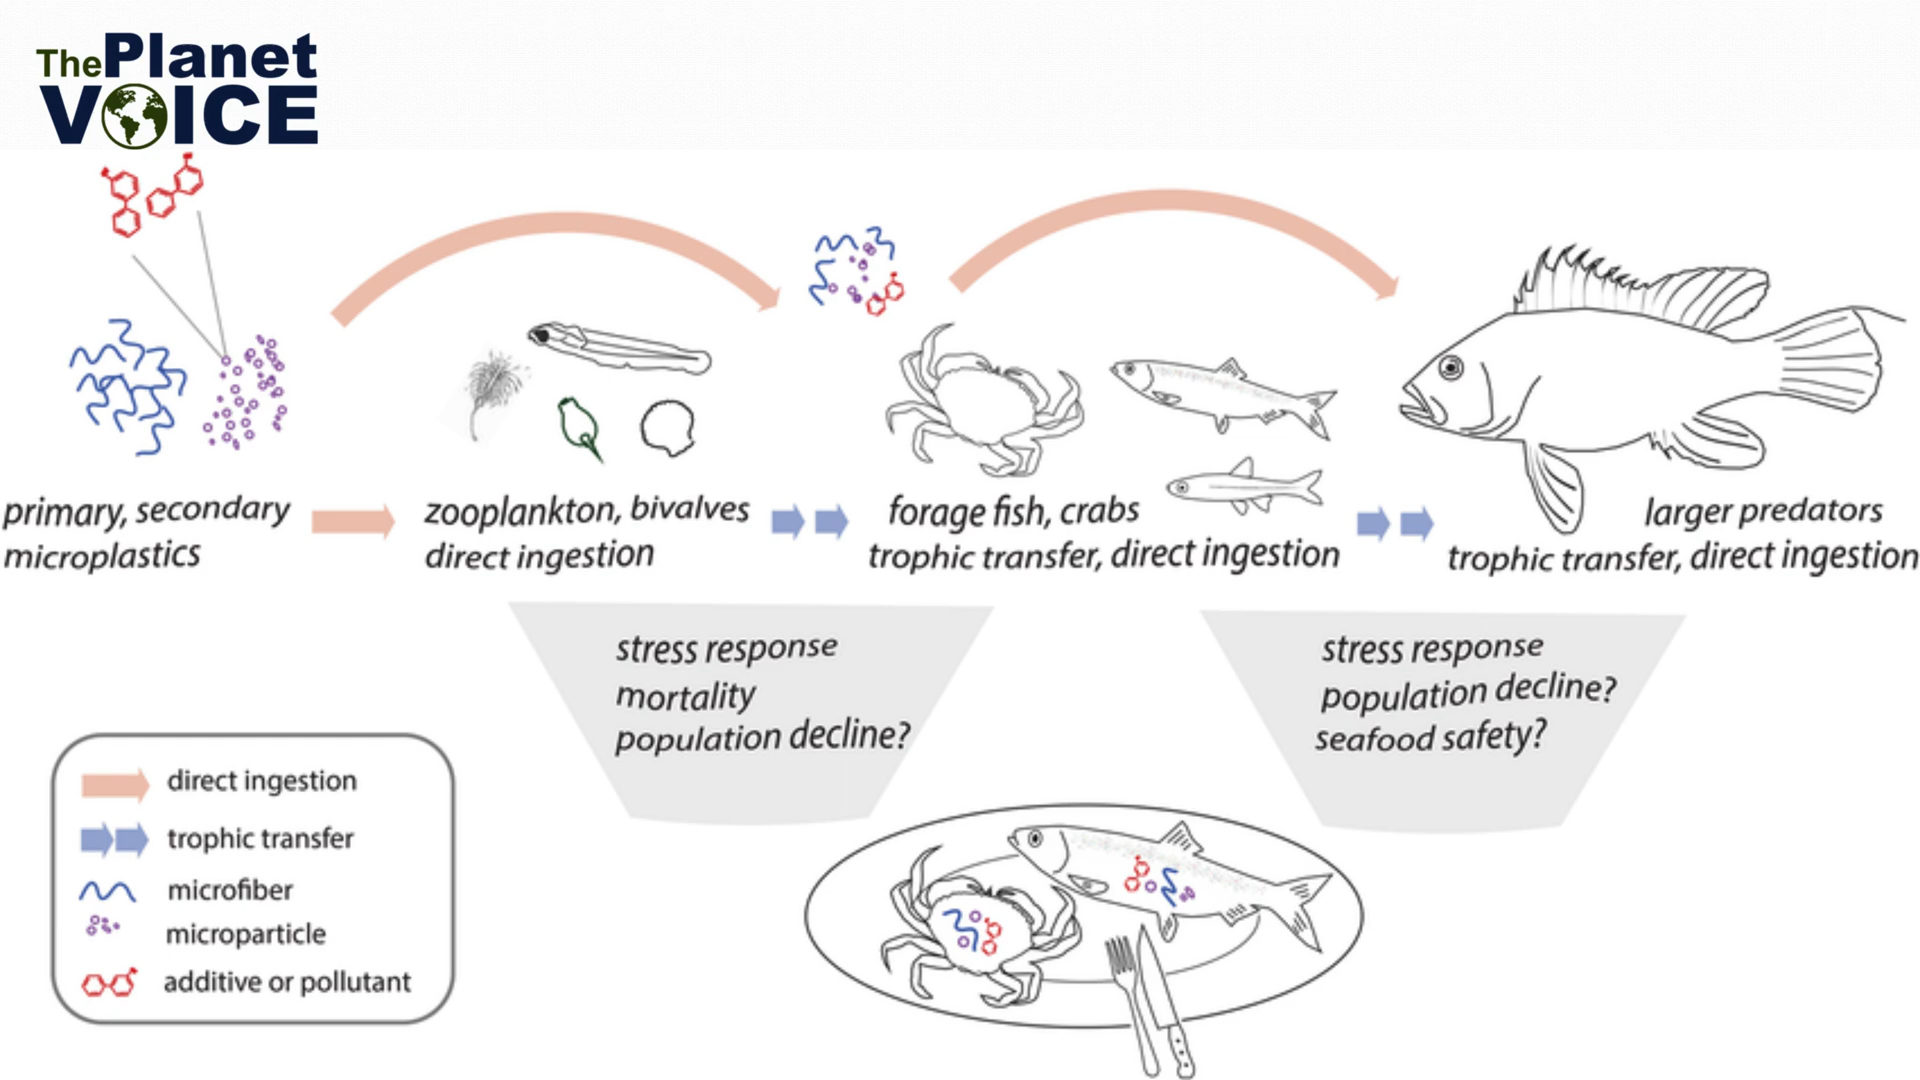 The Planet
VOICE
primary, secondary
microplastics
zooplankton, bivalves
direct ingestion
forage fish, crabs
trophic transfer, direct ingestion
larger predators
trophic transfer, direct ingestion
stress response
mortality
population decline?
stress response
population decline?
seafood safety?
direct ingestion
trophic transfer
microfiber
microparticle
additive or pollutant